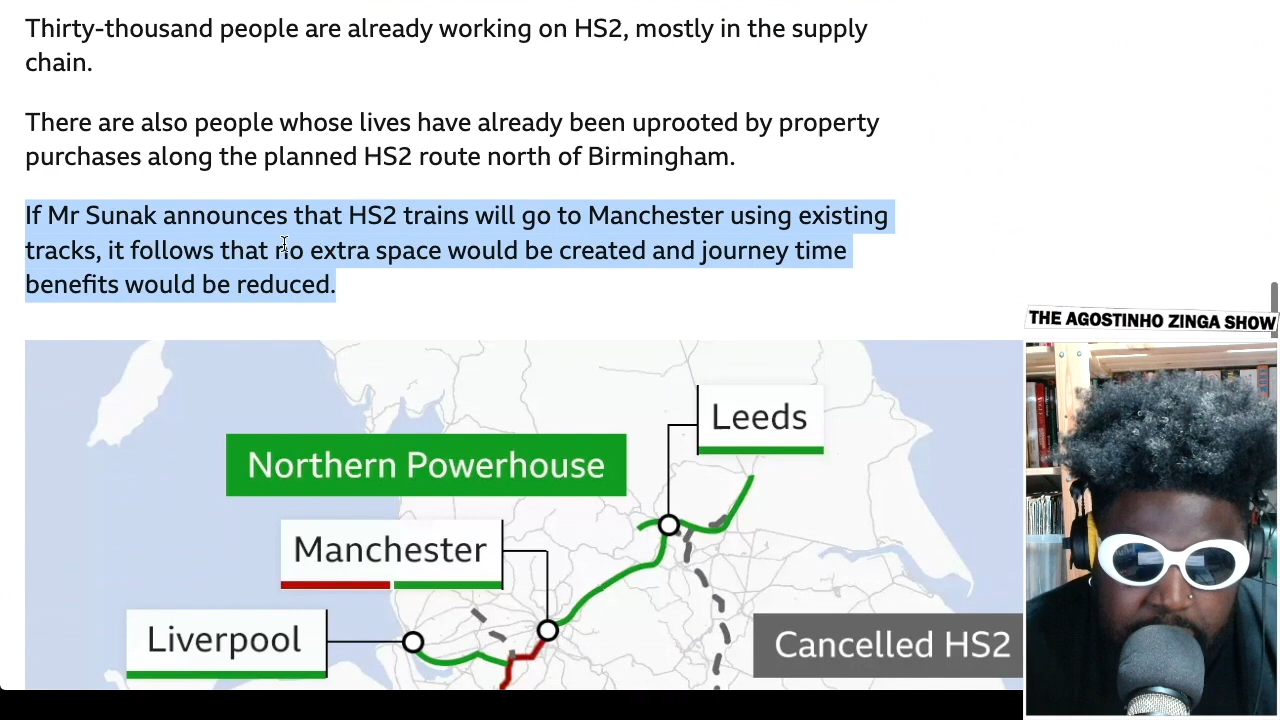 Thirty-thousand people are already working on HS2, mostly in the supply
chain.
There are also people whose lives have already been uprooted by property
purchases along the planned HS2 route north of Birmingham.
If Mr Sunak announces that HS2 trains will go to Manchester using existing
tracks, it follows that no extra space would be created and journey time
benefits would be reduced.
THE AGOSTINHO ZINGA SHOW
Leeds
Northern Powerhouse
Manchester
Liverpool
Cancelled HS2